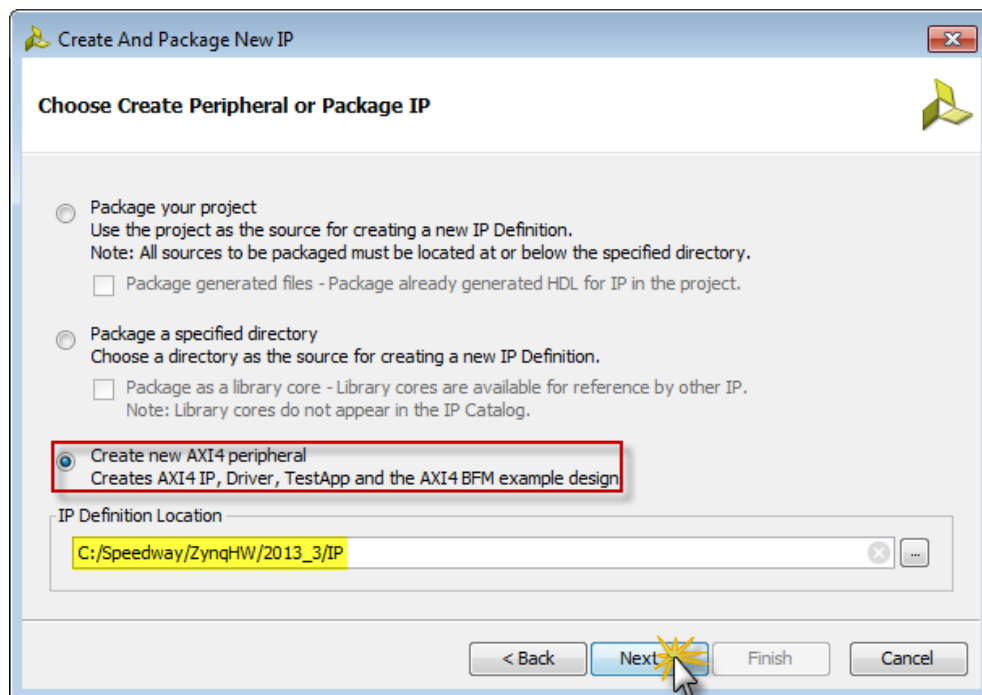 Create And Package New IP
Choose Create Peripheral or Package IP
Package your project
Use the project as the source for creating a new IP Definition.
Note: All sources to be packaged must be located at or below the specified directory.
Package generated files - Package already generated HDL for IP in the project.
Package a specified directory
Choose a directory as the source for creating a new IP Definition.
Package as a library core - Library cores are available for reference by other IP.
Note: Library cores do not appear in the IP Catalog.
Create new AXI4 peripheral
Creates AXI4 IP, Driver, TestApp and the AXI4 BFM example design
IP Definition Location
C:/Speedway/ZynqHW/2013_3/IP
...
< Back Next Finish Cancel